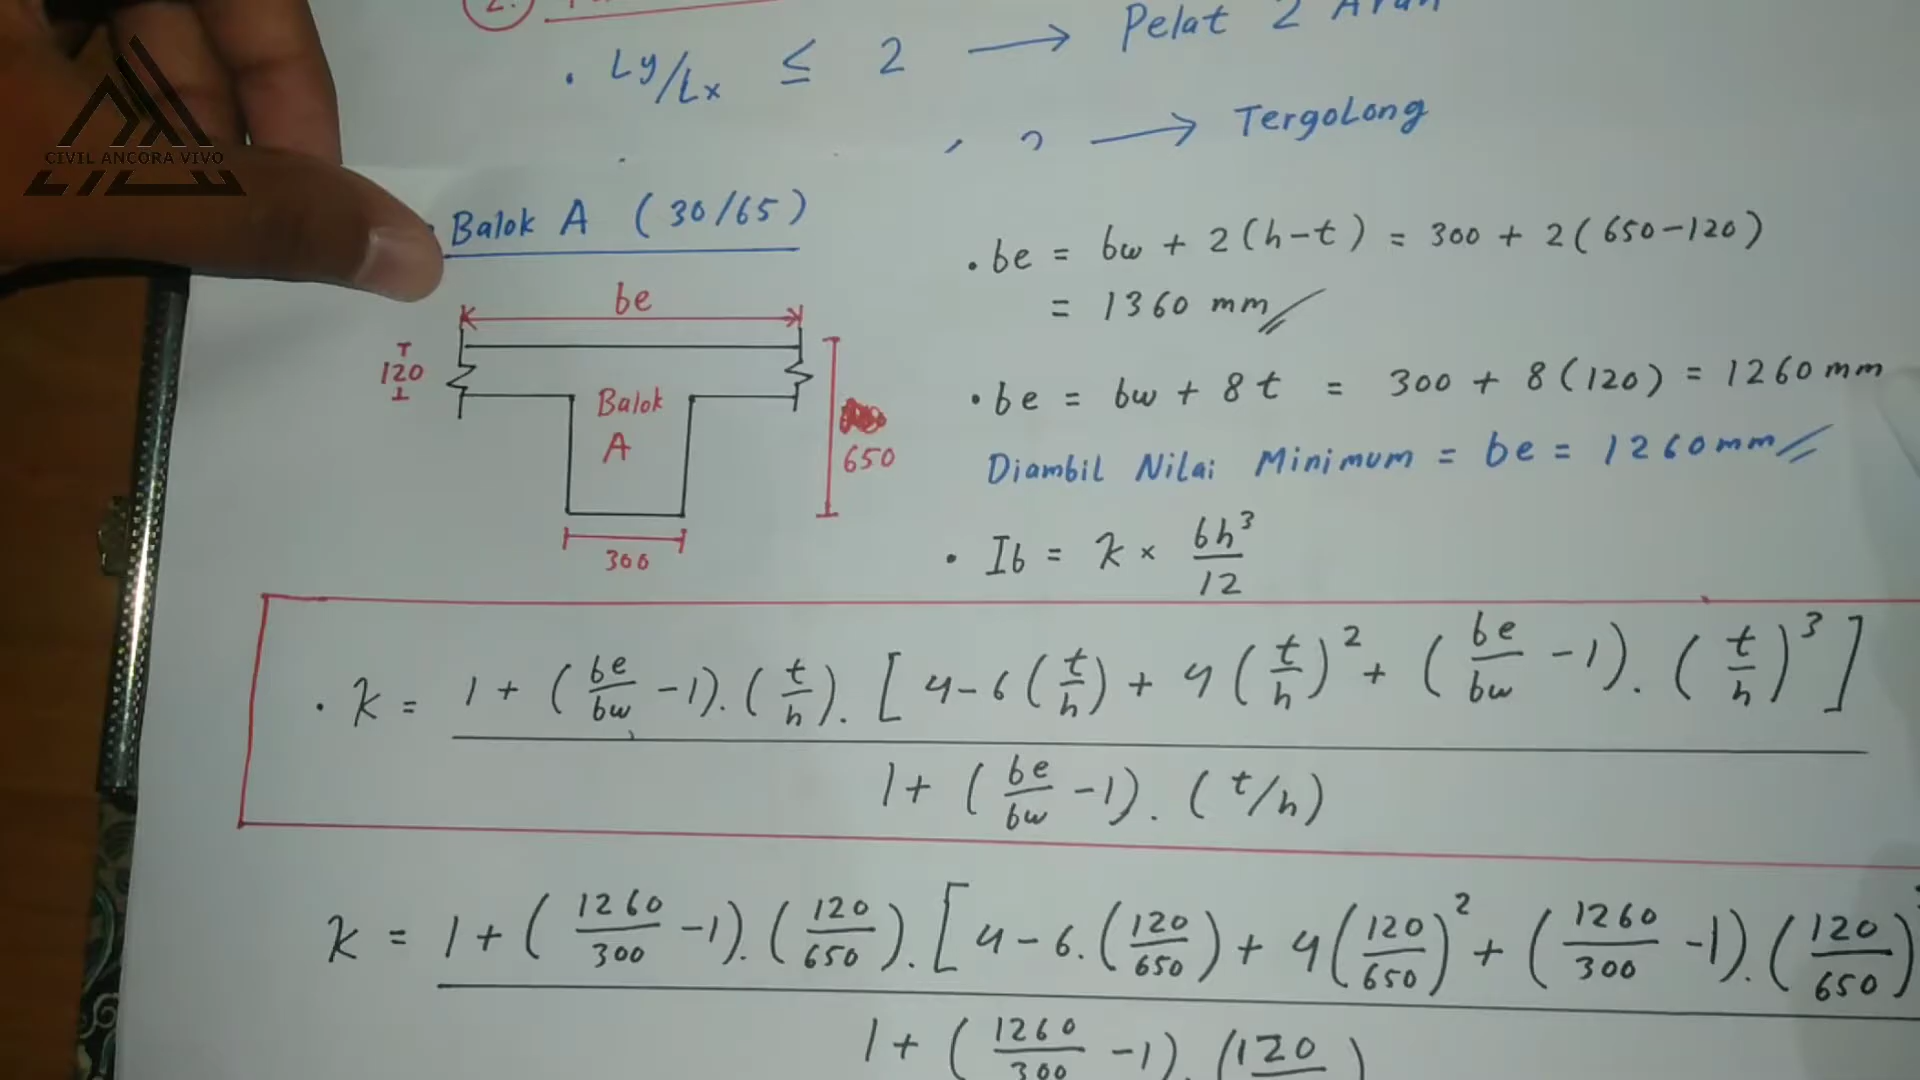 2.
. Ly/Lx ≤ 2 → Pelat 2 Arah
→ Tergolong
CIVIL ANCORA VIVO
Balok A (30/65)
be
120
Balok
A
650
300
. be = bw + 2(h-t) = 300 + 2(650-120)
= 1360 mm
. be = bw + 8t = 300 + 8(120) = 1260 mm
Diambil Nilai Minimum = be = 1260 mm
. Ib = K × bh³/12
. K = 1 + (be/bw - 1).(t/h).[4-6(t/h) + 4(t/h)² + (be/bw - 1).(t/h)³]
1 + (be/bw - 1).(t/h)
K = 1 + (1260/300 - 1).(120/650).[4-6.(120/650) + 4(120/650)² + (1260/300 - 1).(120/650)
1 + (1260/300 - 1).(120